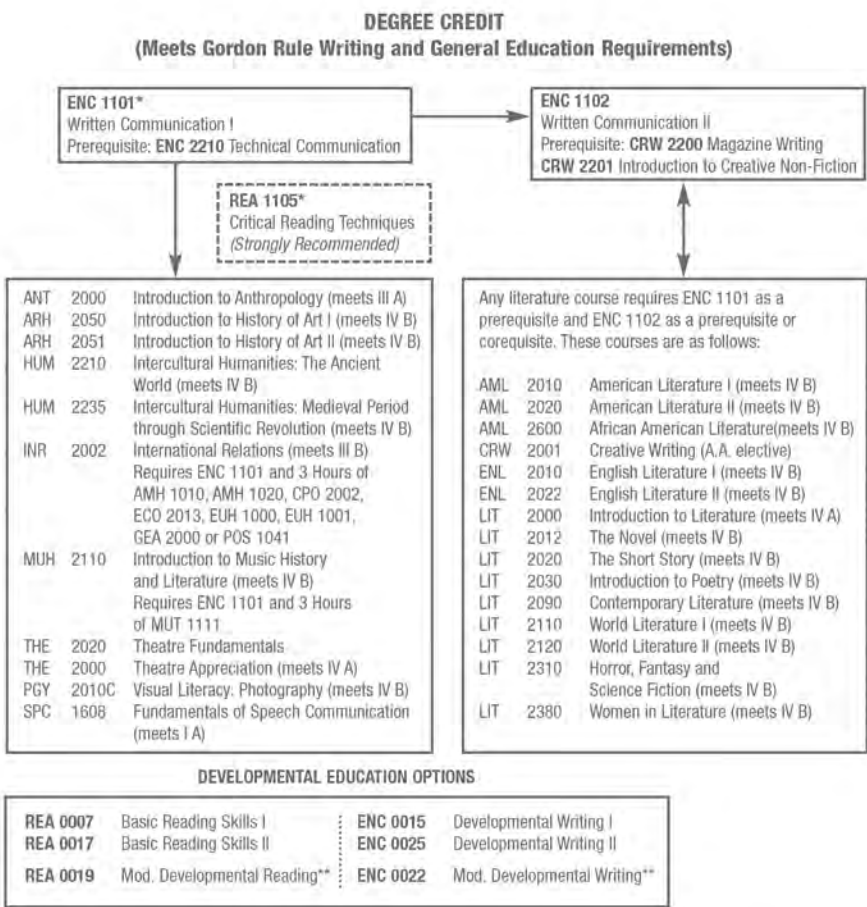 DEGREE CREDIT
(Meets Gordon Rule Writing and General Education Requirements)
ENC 1101*
Written Communication I
Prerequisite: ENC 2210 Technical Communication
ENC 1102
Written Communication II
Prerequisite: CRW 2200 Magazine Writing
CRW 2201 Introduction to Creative Non-Fiction
REA 1105*
Critical Reading Techniques
(Strongly Recommended)
ANT 2000 Introduction to Anthropology (meets III A)
ARH 2050 Introduction to History of Art I (meets IV B)
ARH 2051 Introduction to History of Art II (meets IV B)
HUM 2210 Intercultural Humanities: The Ancient
World (meets IV B)
HUM 2235 Intercultural Humanities: Medieval Period
through Scientific Revolution (meets IV B)
INR 2002 International Relations (meets III B)
Requires ENC 1101 and 3 Hours of
AMH 1010, AMH 1020, CPO 2002,
ECO 2013, EUH 1000, EUH 1001,
GEA 2000 or POS 1041
MUH 2110 Introduction to Music History
and Literature (meets IV B)
Requires ENC 1101 and 3 Hours
of MUT 1111
THE 2020 Theatre Fundamentals
THE 2000 Theatre Appreciation (meets IV A)
PGY 2010C Visual Literacy: Photography (meets IV B)
SPC 1608 Fundamentals of Speech Communication
(meets I A)
Any literature course requires ENC 1101 as a
prerequisite and ENC 1102 as a prerequisite or
corequisite. These courses are as follows:
AML 2010 American Literature I (meets IV B)
AML 2020 American Literature II (meets IV B)
AML 2600 African American Literature(meets IV B)
CRW 2001 Creative Writing (A.A. elective)
ENL 2010 English Literature I (meets IV B)
ENL 2022 English Literature II (meets IV B)
LIT 2000 Introduction to Literature (meets IV A)
LIT 2012 The Novel (meets IV B)
LIT 2020 The Short Story (meets IV B)
LIT 2030 Introduction to Poetry (meets IV B)
LIT 2090 Contemporary Literature (meets IV B)
LIT 2110 World Literature I (meets IV B)
LIT 2120 World Literature II (meets IV B)
LIT 2310 Horror, Fantasy and
Science Fiction (meets IV B)
LIT 2380 Women in Literature (meets IV B)
DEVELOPMENTAL EDUCATION OPTIONS
REA 0007 Basic Reading Skills I
REA 0017 Basic Reading Skills II
REA 0019 Mod. Developmental Reading**
ENC 0015 Developmental Writing I
ENC 0025 Developmental Writing II
ENC 0022 Mod. Developmental Writing**